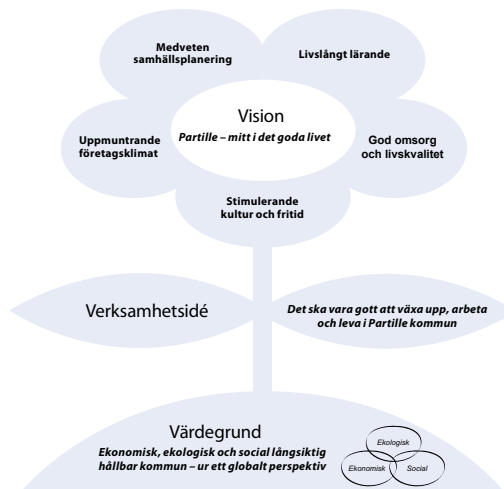 Medveten
samhällsplanering
Livslångt lärande
Vision
Partille – mitt i det goda livet
Uppmuntrande
företagsklimat
God omsorg
och livskvalitet
Stimulerande
kultur och fritid
Verksamhetsidé
Det ska vara gott att växa upp, arbeta
och leva i Partille kommun
Värdegrund
Ekonomisk, ekologisk och social långsiktig
hållbar kommun – ur ett globalt perspektiv
Ekologisk
Ekonomisk
Social